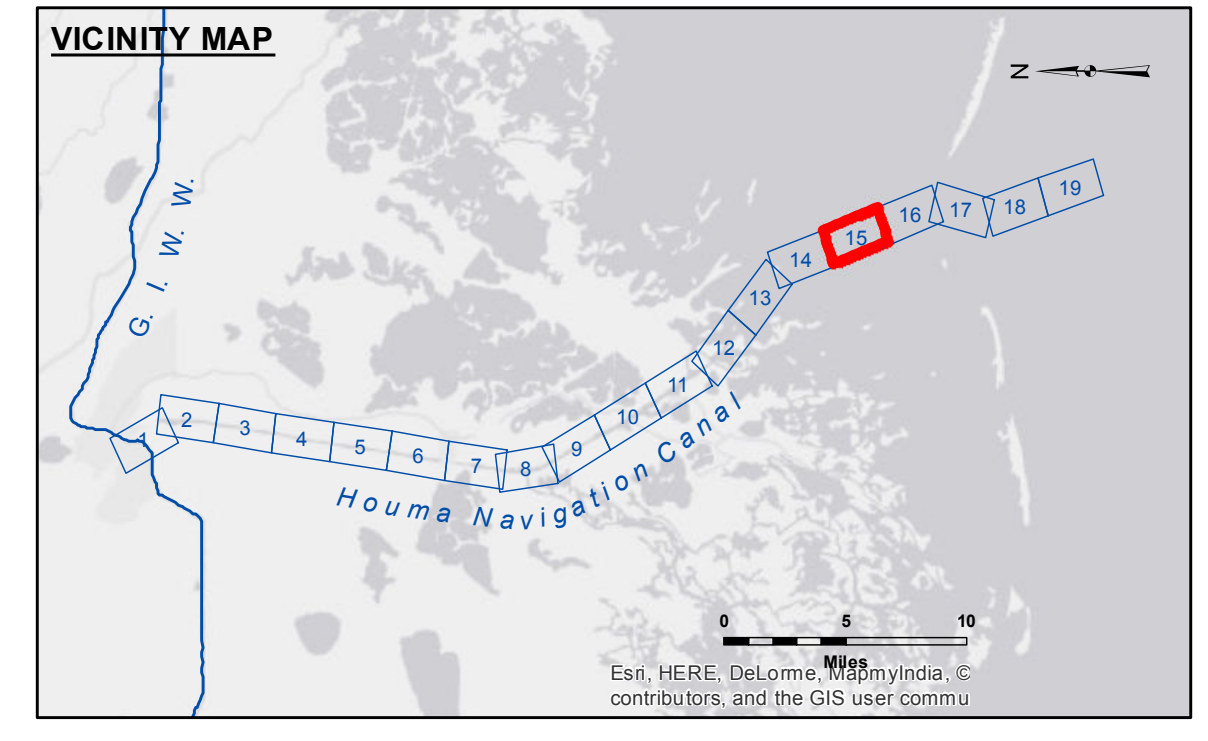 VICINITY MAP
N
G. I. W. W.
1
2
3
4
5
6
7
8
9
10
11
12
13
14
15
16
17
18
19
Houma Navigation Canal
0 5 10
Miles
Esri, HERE, DeLorme, MapmyIndia, ©
contributors, and the GIS user commu